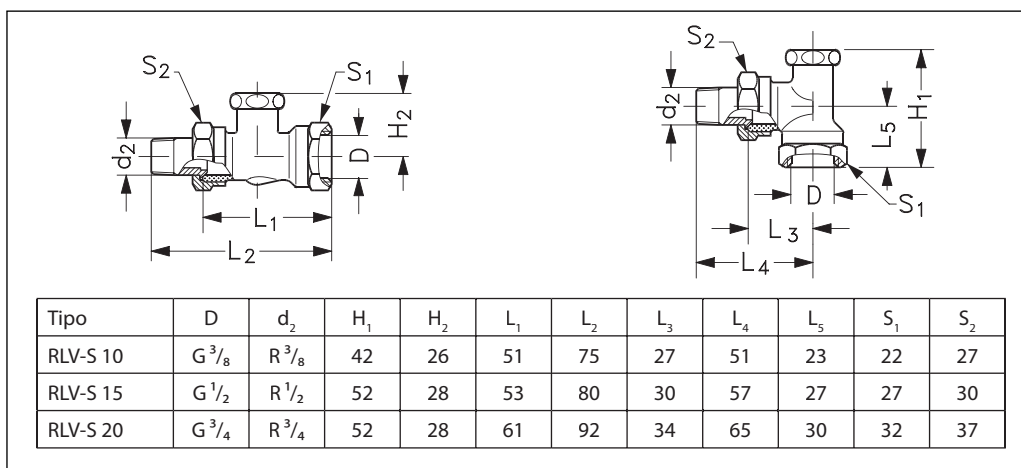 S2 S1 H2 d2 D L1 L2
S2 d2 H1 L5 D S1 L3 L4
Tipo D d₂ H₁ H₂ L₁ L₂ L₃ L₄ L₅ S₁ S₂
RLV-S 10 G 3/8 R 3/8 42 26 51 75 27 51 23 22 27
RLV-S 15 G 1/2 R 1/2 52 28 53 80 30 57 27 27 30
RLV-S 20 G 3/4 R 3/4 52 28 61 92 34 65 30 32 37